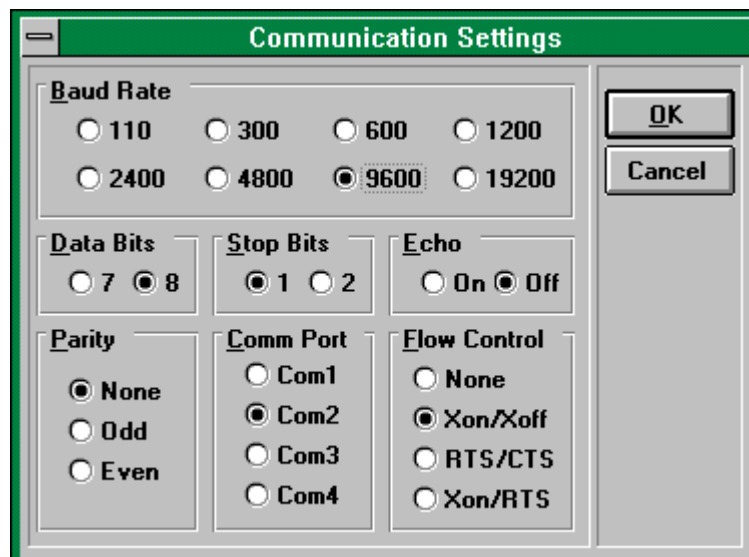 Communication Settings
Baud Rate
110 300 600 1200
2400 4800 9600 19200
OK
Cancel
Data Bits
7 8
Stop Bits
1 2
Echo
On Off
Parity
None
Odd
Even
Comm Port
Com1
Com2
Com3
Com4
Flow Control
None
Xon/Xoff
RTS/CTS
Xon/RTS